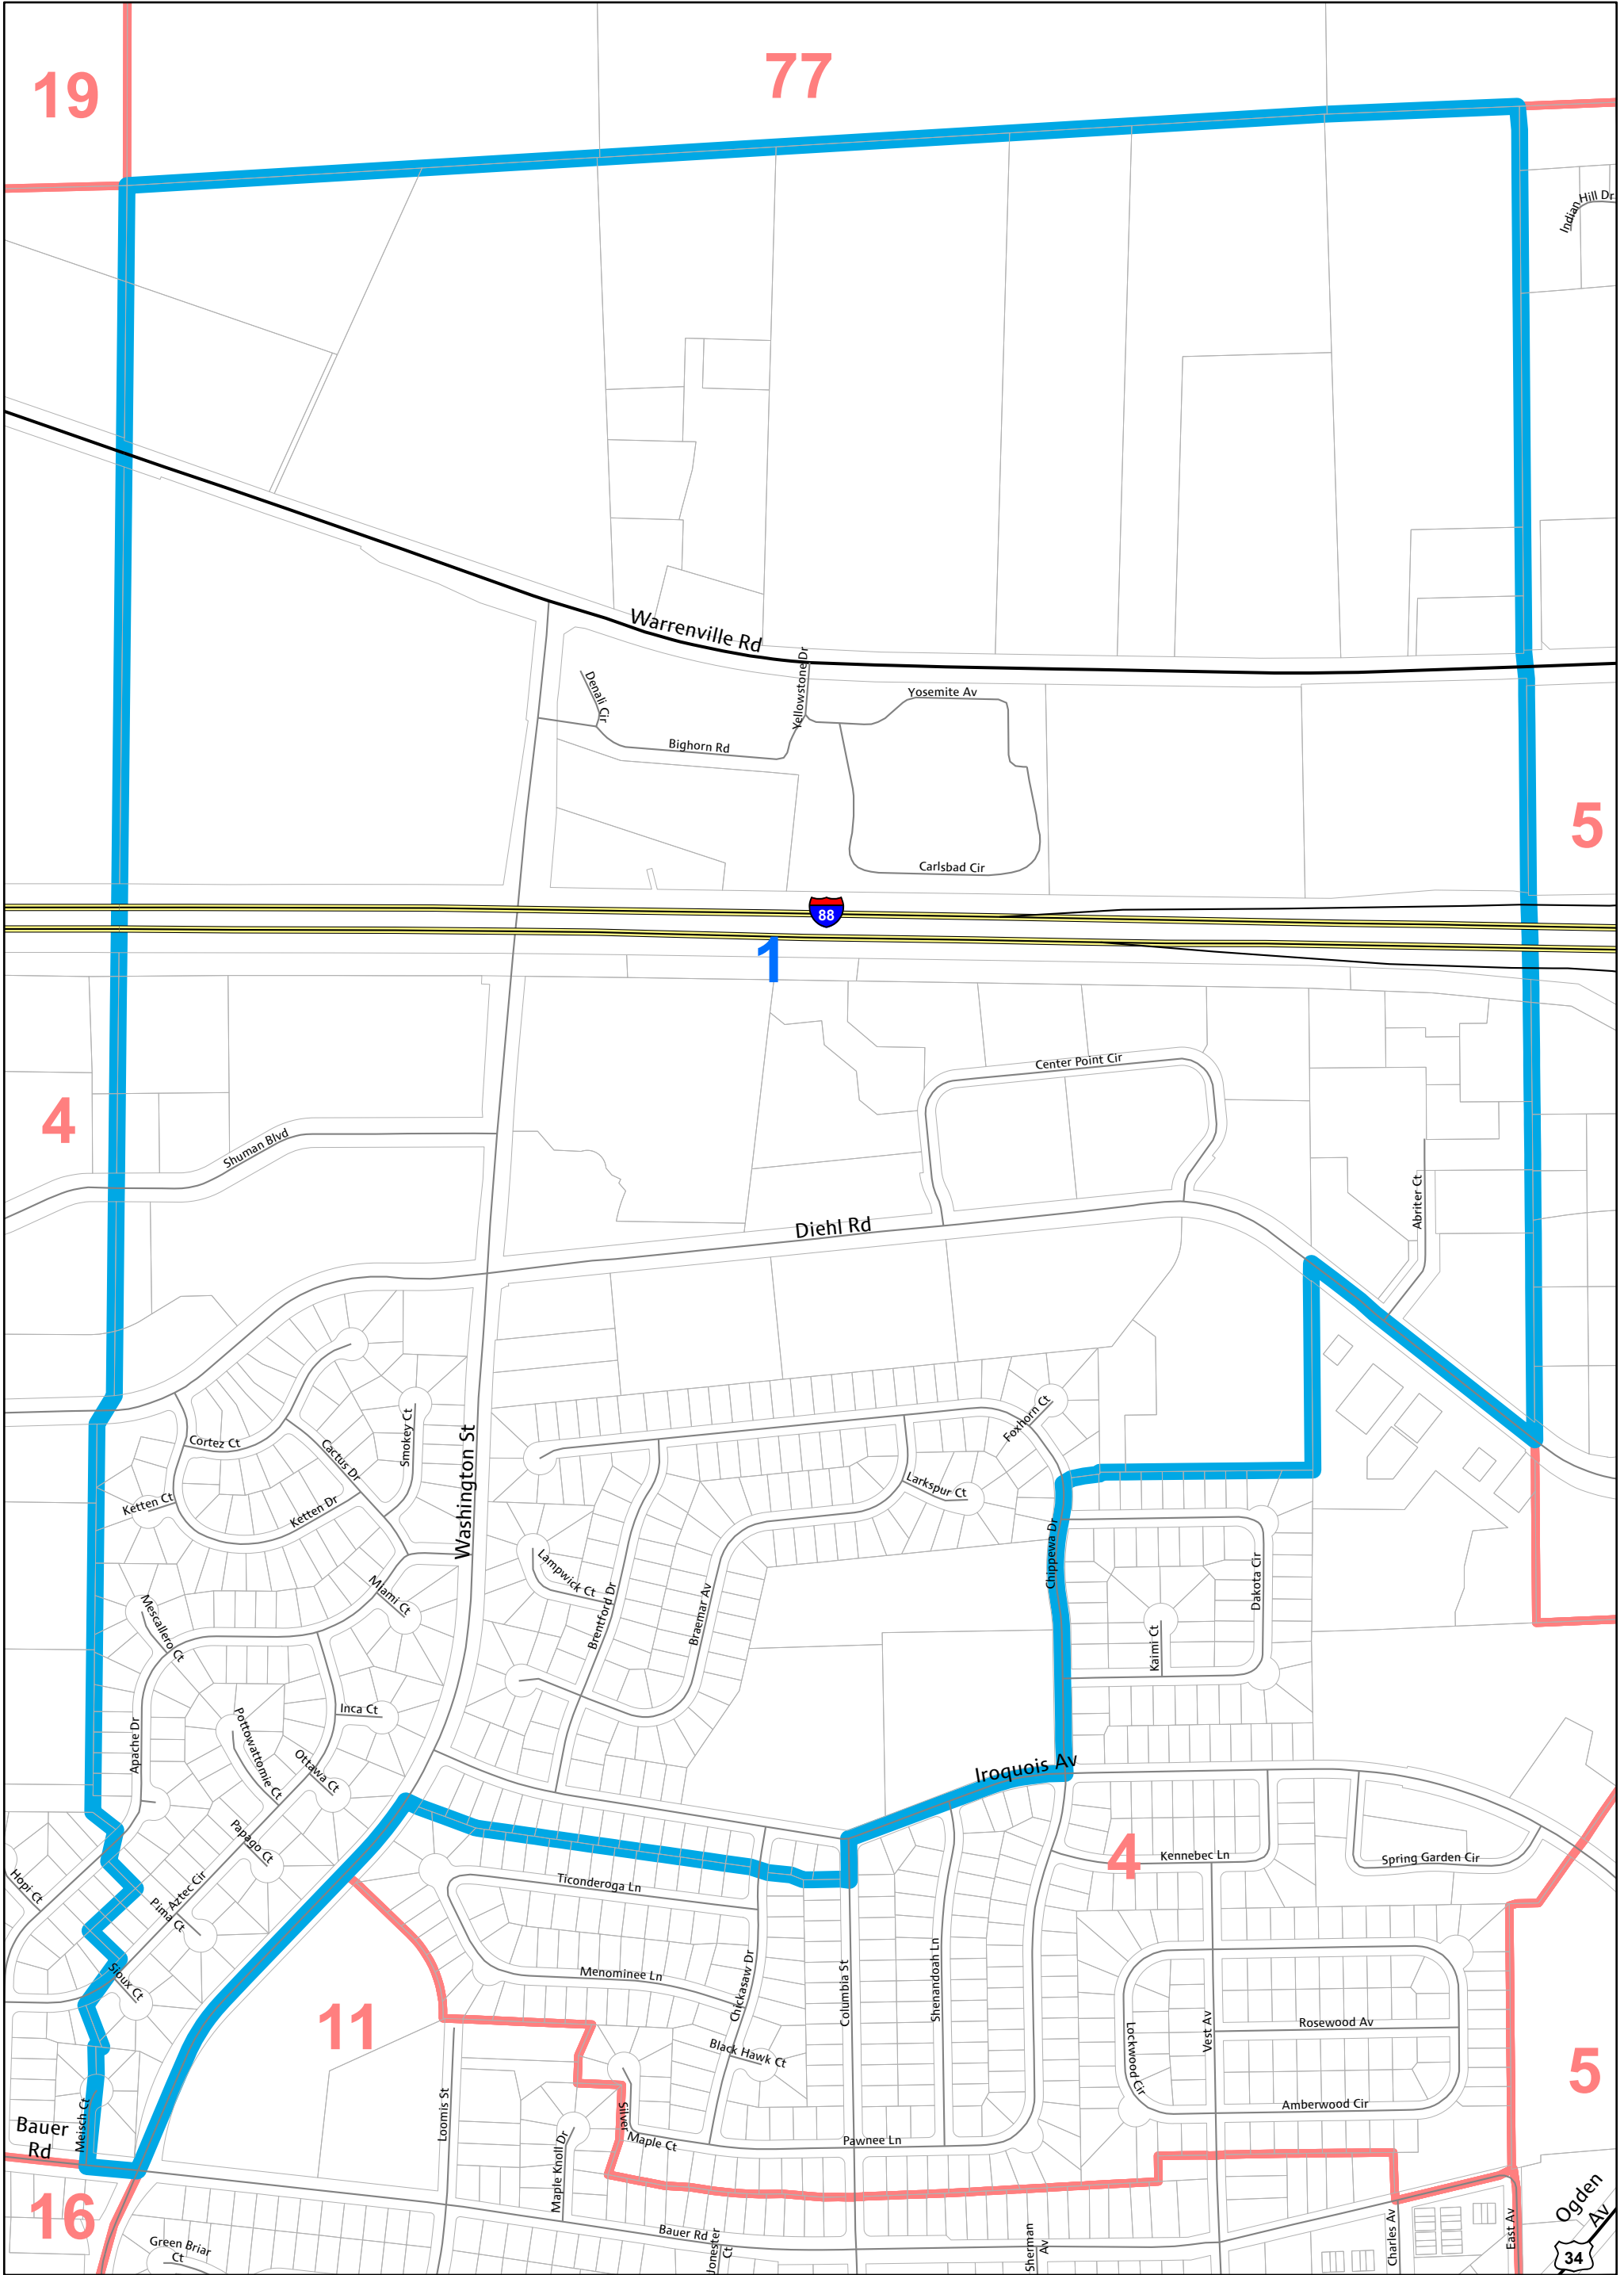 19
77
Indian Hill Dr
Warrenville Rd
Denali Cir
Yellowstone Dr
Yosemite Av
Bighorn Rd
5
Carlsbad Cir
88
1
Center Point Cir
4
Shuman Blvd
Abriter Ct
Diehl Rd
Foxhorn Ct
Cortez Ct
Cactus Dr
Smokey Ct
Washington St
Larkspur Ct
Ketten Ct
Ketten Dr
Chippewa Dr
Lampwick Ct
Dakota Cir
Miami Ct
Brentford Dr
Braemar Av
Mescallero Ct
Kaimi Ct
Inca Ct
Apache Dr
Pottowattomie Ct
Ottawa Ct
Iroquois Av
Papago Ct
4
Kennebec Ln
Spring Garden Cir
Hopi Ct
Aztec Cir
Pima Ct
Ticonderoga Ln
Sioux Ct
Menominee Ln
Chickasaw Dr
Columbia St
Shenandoah Ln
11
Black Hawk Ct
Lockwood Cir
Vest Av
Rosewood Av
5
Meisch Ct
Bauer
Rd
Loomis St
Silver
Maple Ct
Maple Knoll Dr
Pawnee Ln
Amberwood Cir
16
Green Briar
Ct
Bauer Rd
Jonester
Ct
Sherman
Av
Charles Av
East Av
Ogden
Av
34